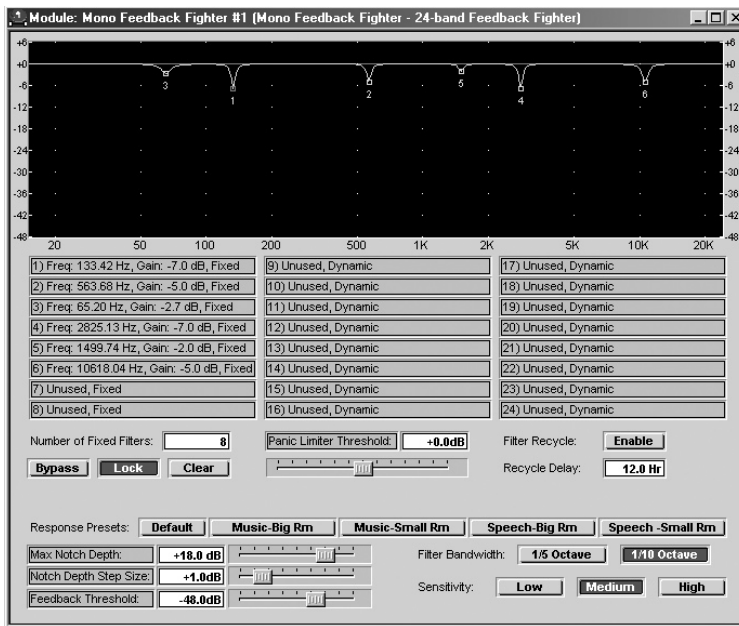 Module: Mono Feedback Fighter #1 (Mono Feedback Fighter - 24-band Feedback Fighter)
+6 +6
+0 +0
-6 -6
-12 -12
-18 -18
-24 -24
-30 -30
-36 -36
-42 -42
-48 -48
3 1 2 5 4 6
20 50 100 200 500 1K 2K 5K 10K 20K
1) Freq: 133.42 Hz, Gain: -7.0 dB, Fixed
2) Freq: 563.68 Hz, Gain: -5.0 dB, Fixed
3) Freq: 65.20 Hz, Gain: -2.7 dB, Fixed
4) Freq: 2825.13 Hz, Gain: -7.0 dB, Fixed
5) Freq: 1499.74 Hz, Gain: -2.0 dB, Fixed
6) Freq: 10618.04 Hz, Gain: -5.0 dB, Fixed
7) Unused, Fixed
8) Unused, Fixed
9) Unused, Dynamic
10) Unused, Dynamic
11) Unused, Dynamic
12) Unused, Dynamic
13) Unused, Dynamic
14) Unused, Dynamic
15) Unused, Dynamic
16) Unused, Dynamic
17) Unused, Dynamic
18) Unused, Dynamic
19) Unused, Dynamic
20) Unused, Dynamic
21) Unused, Dynamic
22) Unused, Dynamic
23) Unused, Dynamic
24) Unused, Dynamic
Number of Fixed Filters: 8
Panic Limiter Threshold: +0.0dB
Filter Recycle: Enable
Bypass Lock Clear
Recycle Delay: 12.0 Hr
Response Presets: Default Music-Big Rm Music-Small Rm Speech-Big Rm Speech -Small Rm
Max Notch Depth: +18.0 dB
Filter Bandwidth: 1/5 Octave 1/10 Octave
Notch Depth Step Size: +1.0dB
Sensitivity: Low Medium High
Feedback Threshold: -48.0dB